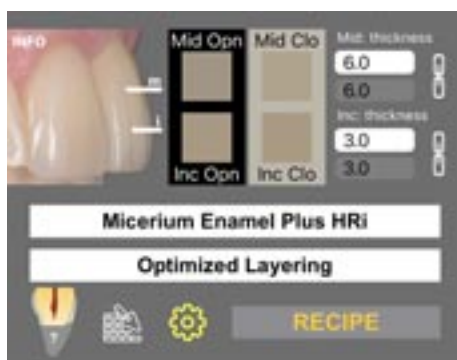 INFO
Mid Opn Mid Clo
Mid: thickness
6.0
6.0
Inc: thickness
3.0
3.0
Inc Opn Inc Clo
Micerium Enamel Plus HRi
Optimized Layering
RECIPE